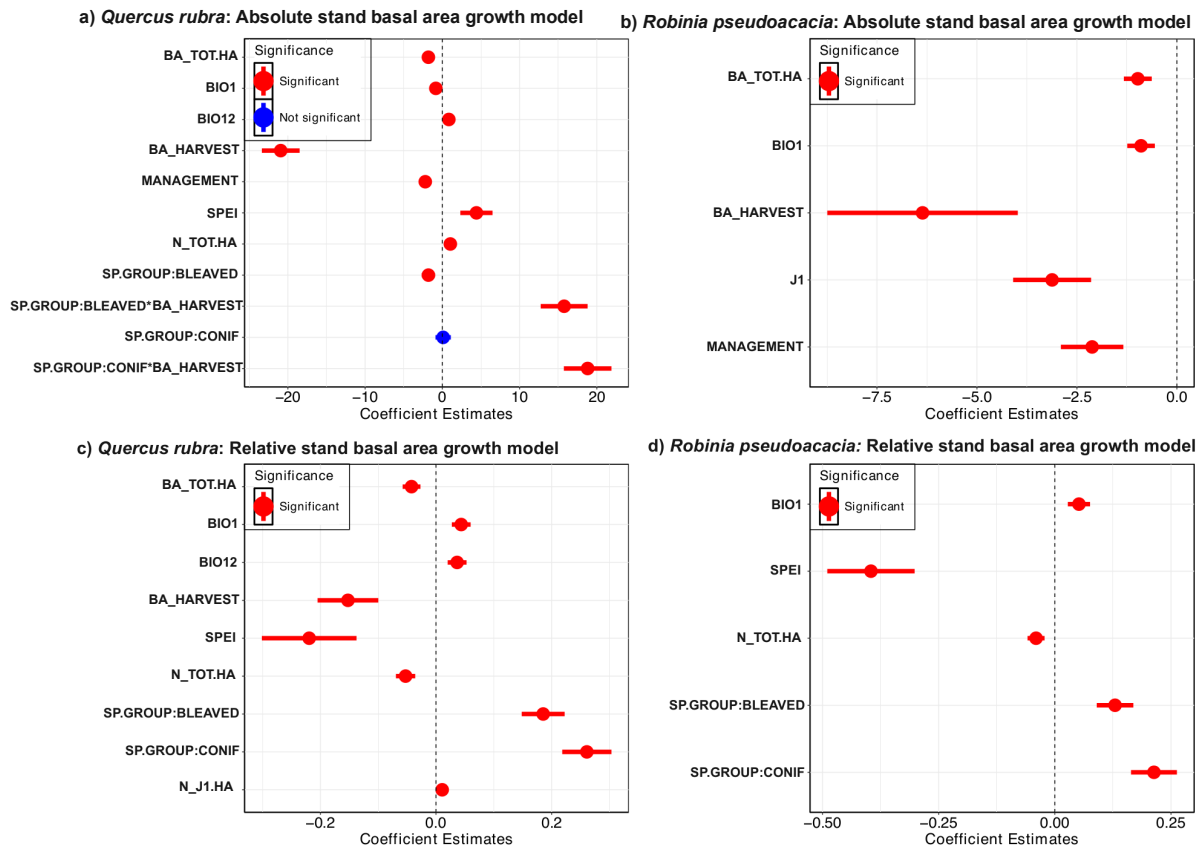 a) Quercus rubra: Absolute stand basal area growth model
Significance
Significant
Not significant
BA_TOT.HA
BIO1
BIO12
BA_HARVEST
MANAGEMENT
SPEI
N_TOT.HA
SP.GROUP:BLEAVED
SP.GROUP:BLEAVED*BA_HARVEST
SP.GROUP:CONIF
SP.GROUP:CONIF*BA_HARVEST
−20 −10 0 10 20
Coefficient Estimates
b) Robinia pseudoacacia: Absolute stand basal area growth model
Significance
Significant
BA_TOT.HA
BIO1
BA_HARVEST
J1
MANAGEMENT
−7.5 −5.0 −2.5 0.0
Coefficient Estimates
c) Quercus rubra: Relative stand basal area growth model
Significance
Significant
BA_TOT.HA
BIO1
BIO12
BA_HARVEST
SPEI
N_TOT.HA
SP.GROUP:BLEAVED
SP.GROUP:CONIF
N_J1.HA
−0.2 0.0 0.2
Coefficient Estimates
d) Robinia pseudoacacia: Relative stand basal area growth model
Significance
Significant
BIO1
SPEI
N_TOT.HA
SP.GROUP:BLEAVED
SP.GROUP:CONIF
−0.50 −0.25 0.00 0.25
Coefficient Estimates